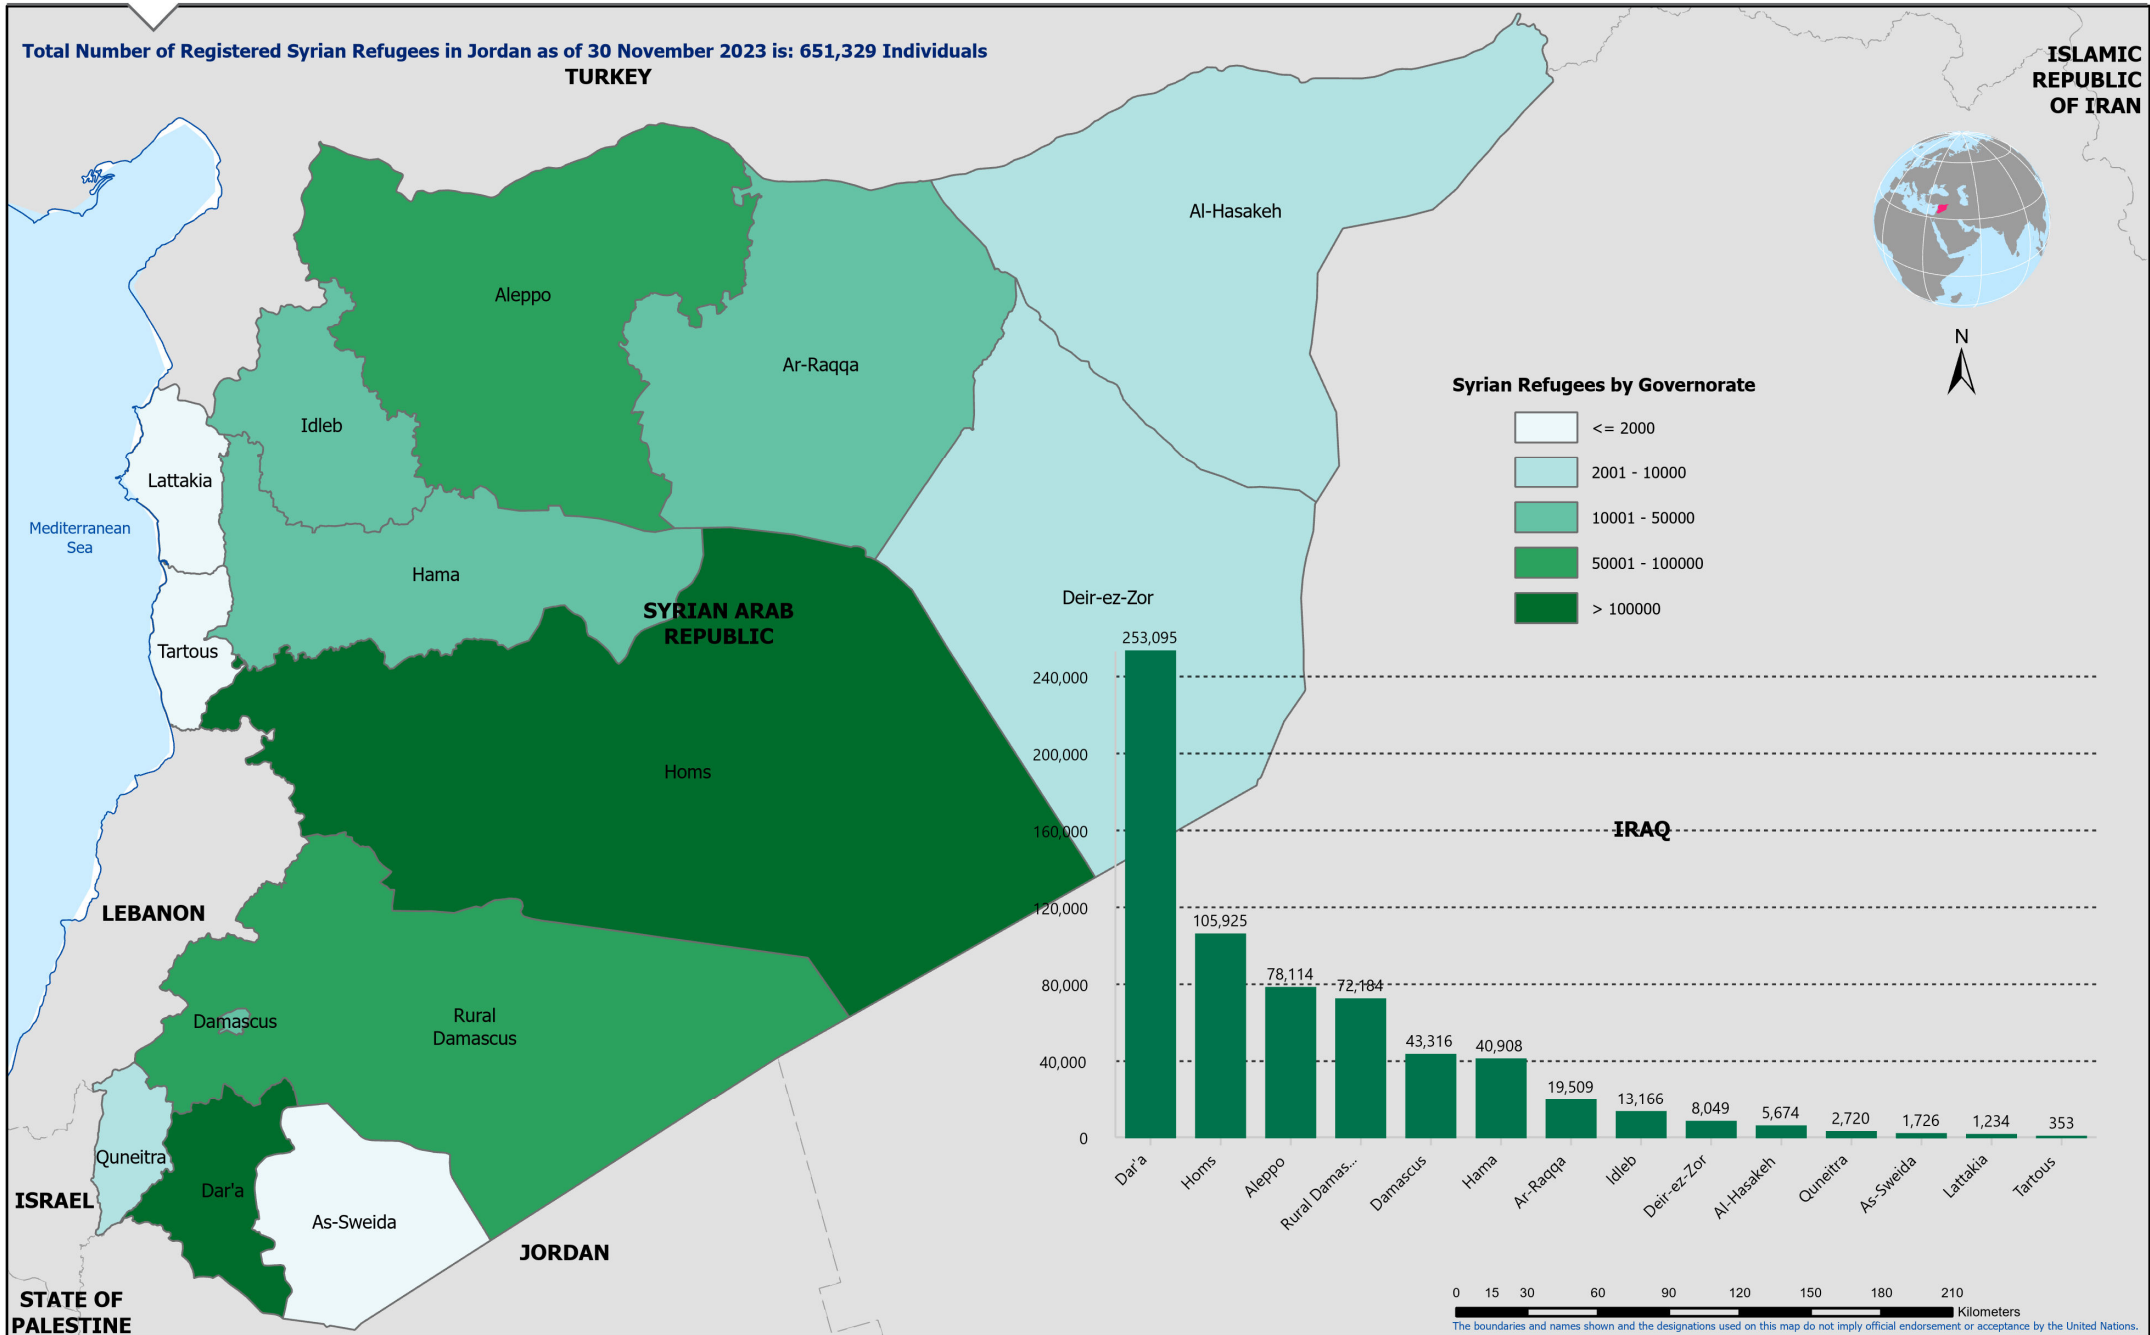 Total Number of Registered Syrian Refugees in Jordan as of 30 November 2023 is: 651,329 Individuals
TURKEY
ISLAMIC
REPUBLIC
OF IRAN
Al-Hasakeh
Aleppo
Ar-Raqqa
Idleb
Lattakia
Mediterranean
Sea
Hama
Deir-ez-Zor
SYRIAN ARAB
REPUBLIC
Tartous
Homs
LEBANON
Damascus
Rural
Damascus
Quneitra
ISRAEL
Dar'a
As-Sweida
JORDAN
STATE OF
PALESTINE
IRAQ
N
Syrian Refugees by Governorate
<= 2000
2001 - 10000
10001 - 50000
50001 - 100000
> 100000
240,000
200,000
160,000
120,000
80,000
40,000
0
253,095
105,925
78,114
72,184
43,316
40,908
19,509
13,166
8,049
5,674
2,720
1,726
1,234
353
Dar'a
Homs
Aleppo
Rural Damas...
Damascus
Hama
Ar-Raqqa
Idleb
Deir-ez-Zor
Al-Hasakeh
Quneitra
As-Sweida
Lattakia
Tartous
0 15 30 60 90 120 150 180 210
Kilometers
The boundaries and names shown and the designations used on this map do not imply official endorsement or acceptance by the United Nations.